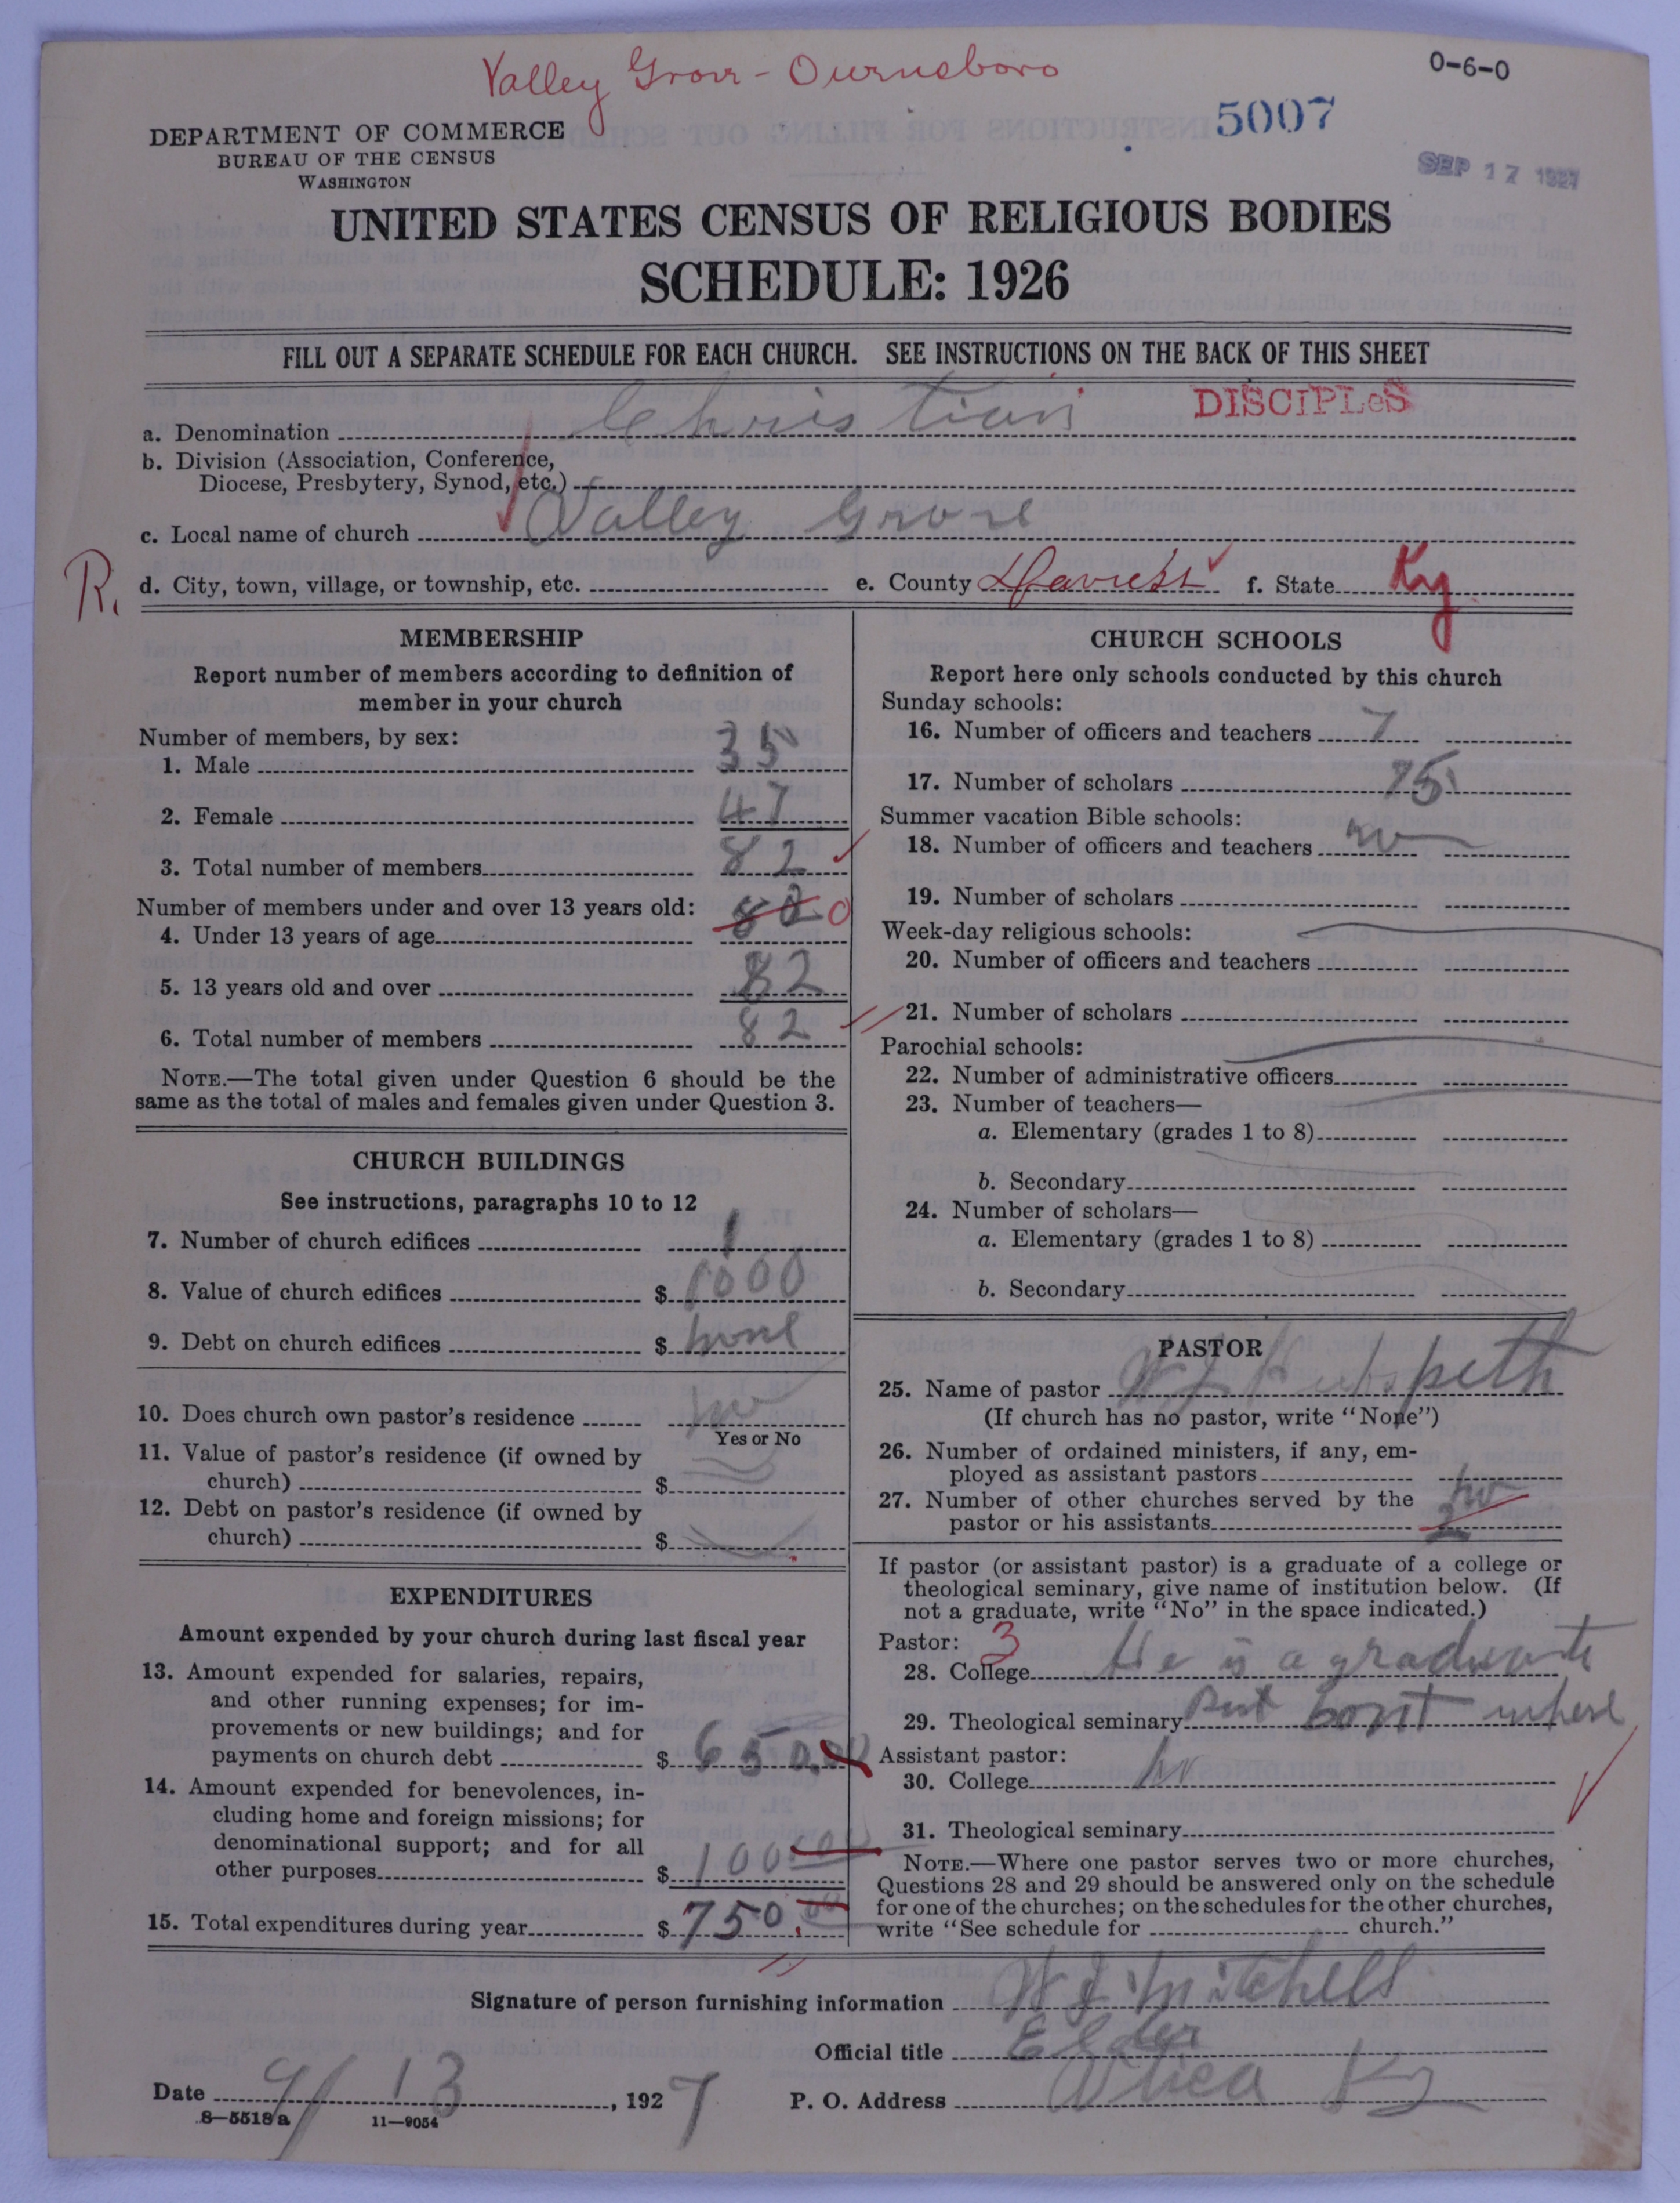 Valley Grove - Owensboro
0-6-0
5007
SEP 17 1927
DEPARTMENT OF COMMERCE
BUREAU OF THE CENSUS
WASHINGTON
UNITED STATES CENSUS OF RELIGIOUS BODIES
SCHEDULE: 1926
FILL OUT A SEPARATE SCHEDULE FOR EACH CHURCH. SEE INSTRUCTIONS ON THE BACK OF THIS SHEET
a. Denomination Christian DISCIPLeS
b. Division (Association, Conference,
Diocese, Presbytery, Synod, etc.)
c. Local name of church Valley Grove
R. d. City, town, village, or township, etc. e. County Daviess f. State Ky
MEMBERSHIP
Report number of members according to definition of
member in your church
Number of members, by sex:
1. Male 35
2. Female 47
3. Total number of members 82
Number of members under and over 13 years old:
4. Under 13 years of age 0
5. 13 years old and over 82
6. Total number of members 82
NOTE.—The total given under Question 6 should be the
same as the total of males and females given under Question 3.
CHURCH BUILDINGS
See instructions, paragraphs 10 to 12
7. Number of church edifices 1
8. Value of church edifices $ 1000
9. Debt on church edifices $ none
10. Does church own pastor's residence no
Yes or No
11. Value of pastor's residence (if owned by
church) $
12. Debt on pastor's residence (if owned by
church) $
EXPENDITURES
Amount expended by your church during last fiscal year
13. Amount expended for salaries, repairs,
and other running expenses; for im-
provements or new buildings; and for
payments on church debt $ 650.00
14. Amount expended for benevolences, in-
cluding home and foreign missions; for
denominational support; and for all
other purposes $ 100.00
15. Total expenditures during year $ 750.00
CHURCH SCHOOLS
Report here only schools conducted by this church
Sunday schools:
16. Number of officers and teachers 7
17. Number of scholars 75
Summer vacation Bible schools:
18. Number of officers and teachers no
19. Number of scholars
Week-day religious schools:
20. Number of officers and teachers
21. Number of scholars
Parochial schools:
22. Number of administrative officers
23. Number of teachers—
a. Elementary (grades 1 to 8)
b. Secondary
24. Number of scholars—
a. Elementary (grades 1 to 8)
b. Secondary
PASTOR
25. Name of pastor
(If church has no pastor, write "None")
26. Number of ordained ministers, if any, em-
ployed as assistant pastors no
27. Number of other churches served by the
pastor or his assistants 2
If pastor (or assistant pastor) is a graduate of a college or
theological seminary, give name of institution below. (If
not a graduate, write "No" in the space indicated.)
Pastor: 3
28. College He is a graduate
29. Theological seminary But where
Assistant pastor:
30. College no
31. Theological seminary
NOTE.—Where one pastor serves two or more churches,
Questions 28 and 29 should be answered only on the schedule
for one of the churches; on the schedules for the other churches,
write "See schedule for church."
Signature of person furnishing information W J Mitchell
Official title Elder
Date 9/13, 1927 P. O. Address Utica Ky
8—5518 a 11—9054